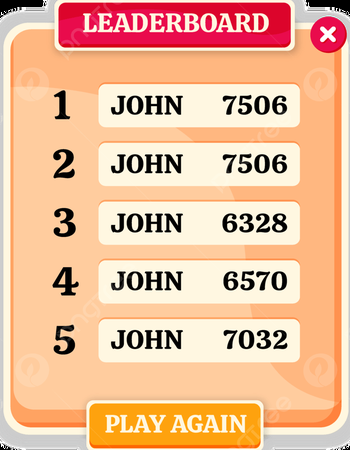 LEADERBOARD
1 JOHN 7506
2 JOHN 7506
3 JOHN 6328
4 JOHN 6570
5 JOHN 7032
PLAY AGAIN